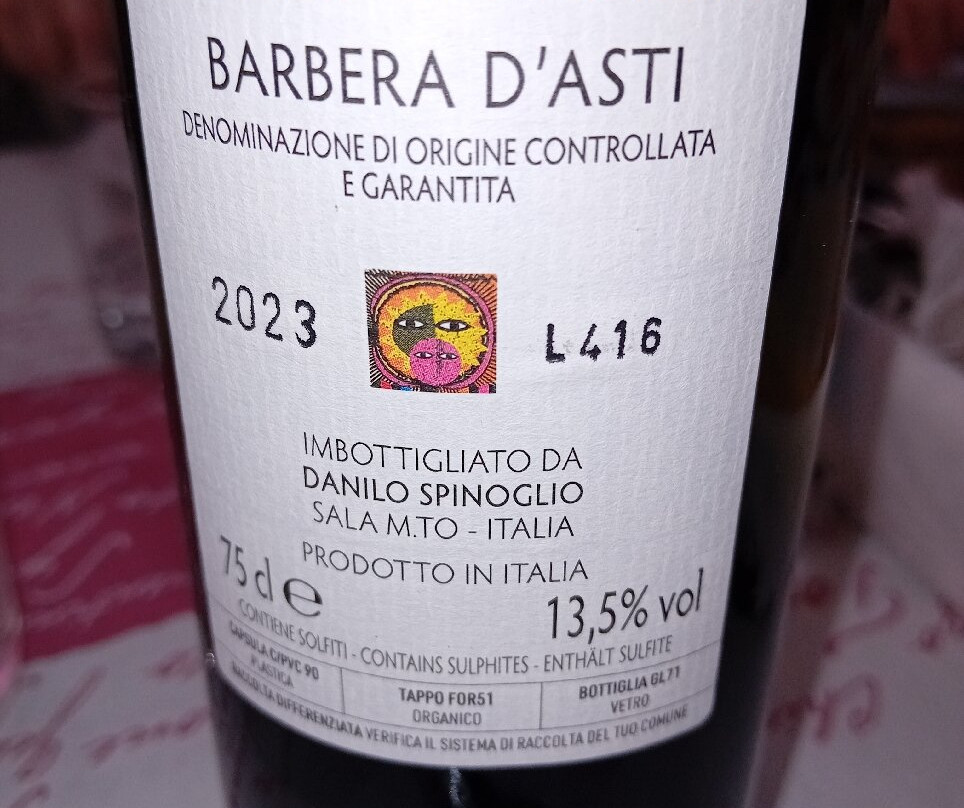 BARBERA D'ASTI
DENOMINAZIONE DI ORIGINE CONTROLLATA
E GARANTITA
2023
L416
IMBOTTIGLIATO DA
DANILO SPINOGLIO
SALA M.TO - ITALIA
PRODOTTO IN ITALIA
75 cl e
13,5% vol
CONTIENE SOLFITI - CONTAINS SULPHITES - ENTHÄLT SULFITE
CAPSULA C/PVC 90
PLASTICA
TAPPO FOR51
ORGANICO
BOTTIGLIA GL71
VETRO
RACCOLTA DIFFERENZIATA VERIFICA IL SISTEMA DI RACCOLTA DEL TUO COMUNE